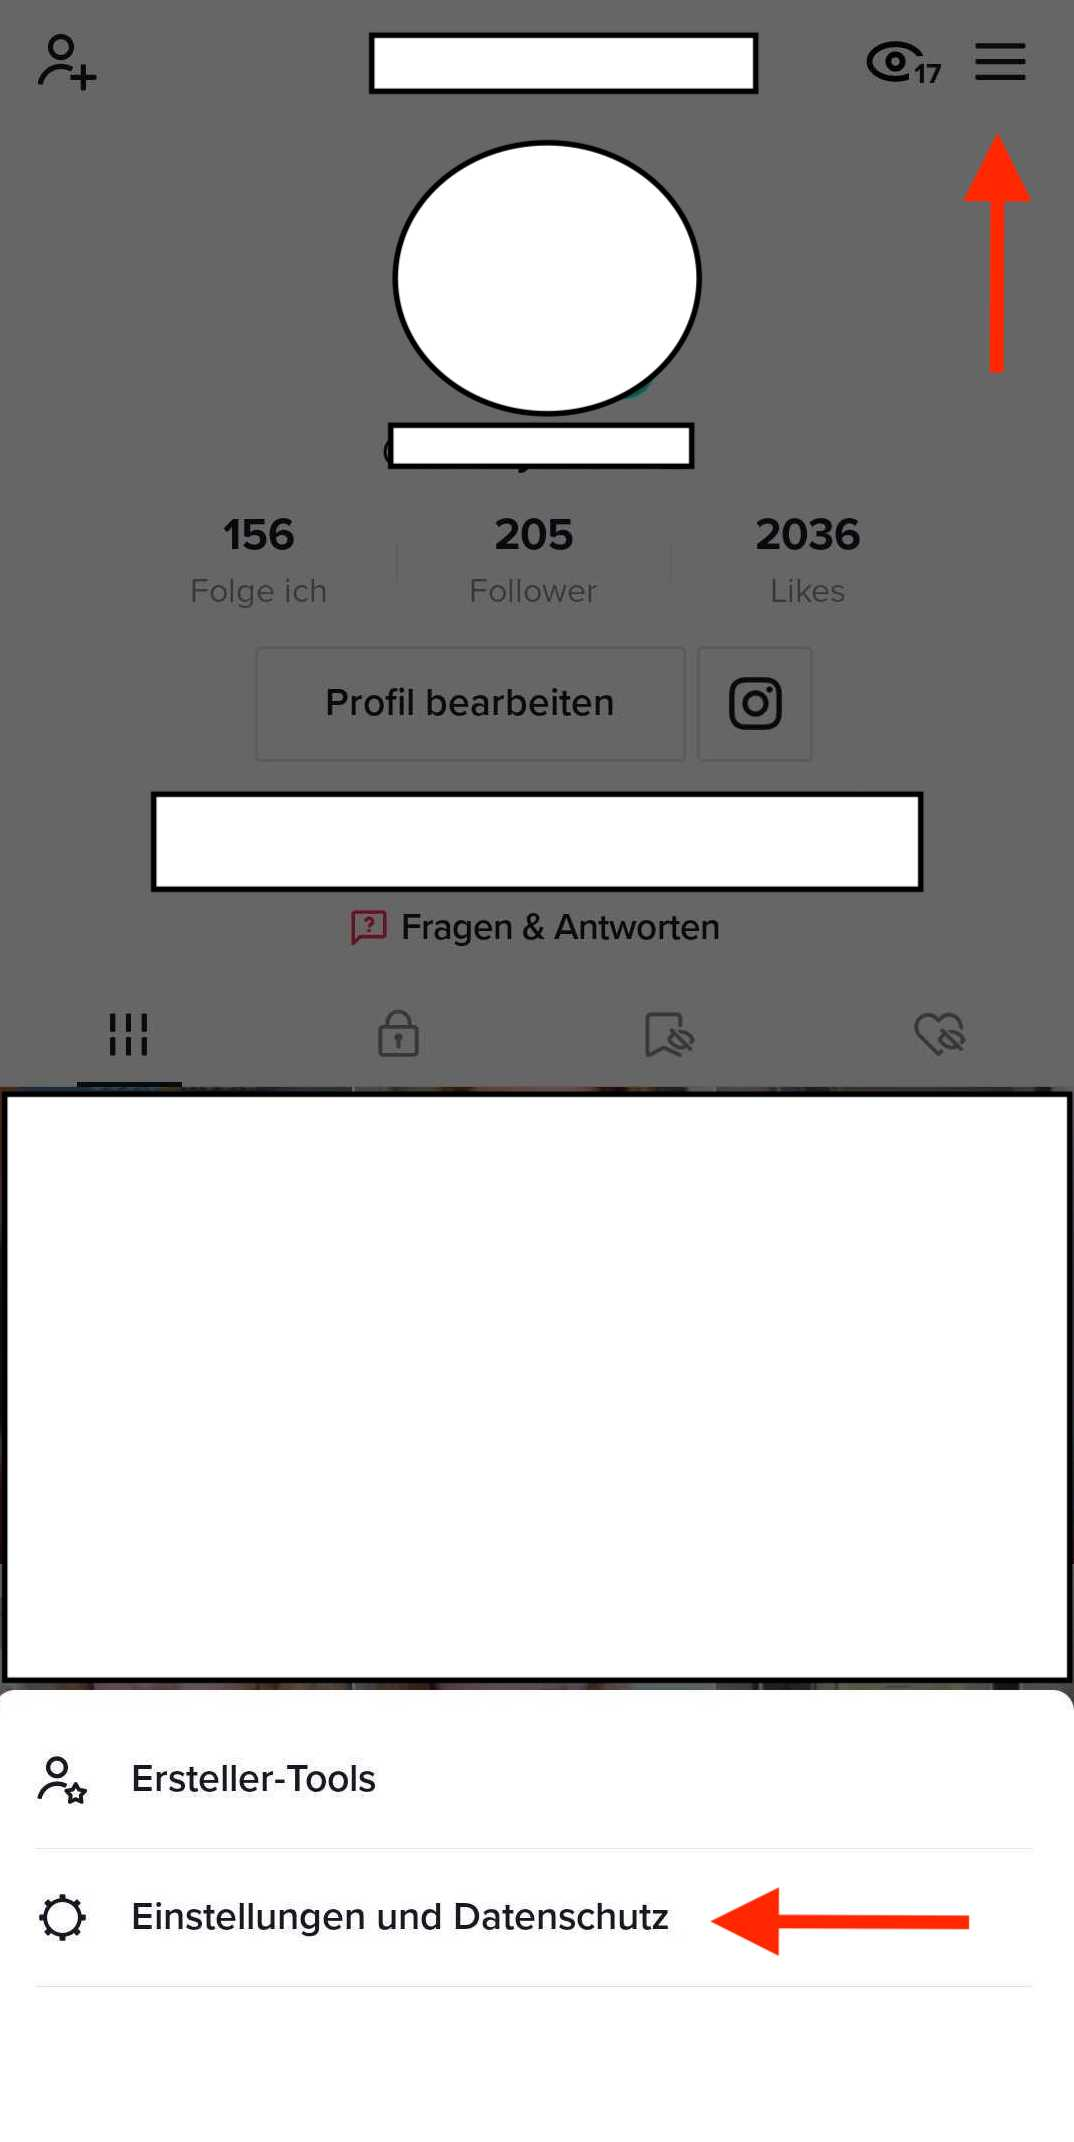 17
156 205 2036
Folge ich Follower Likes
Profil bearbeiten
Fragen & Antworten
Ersteller-Tools
Einstellungen und Datenschutz